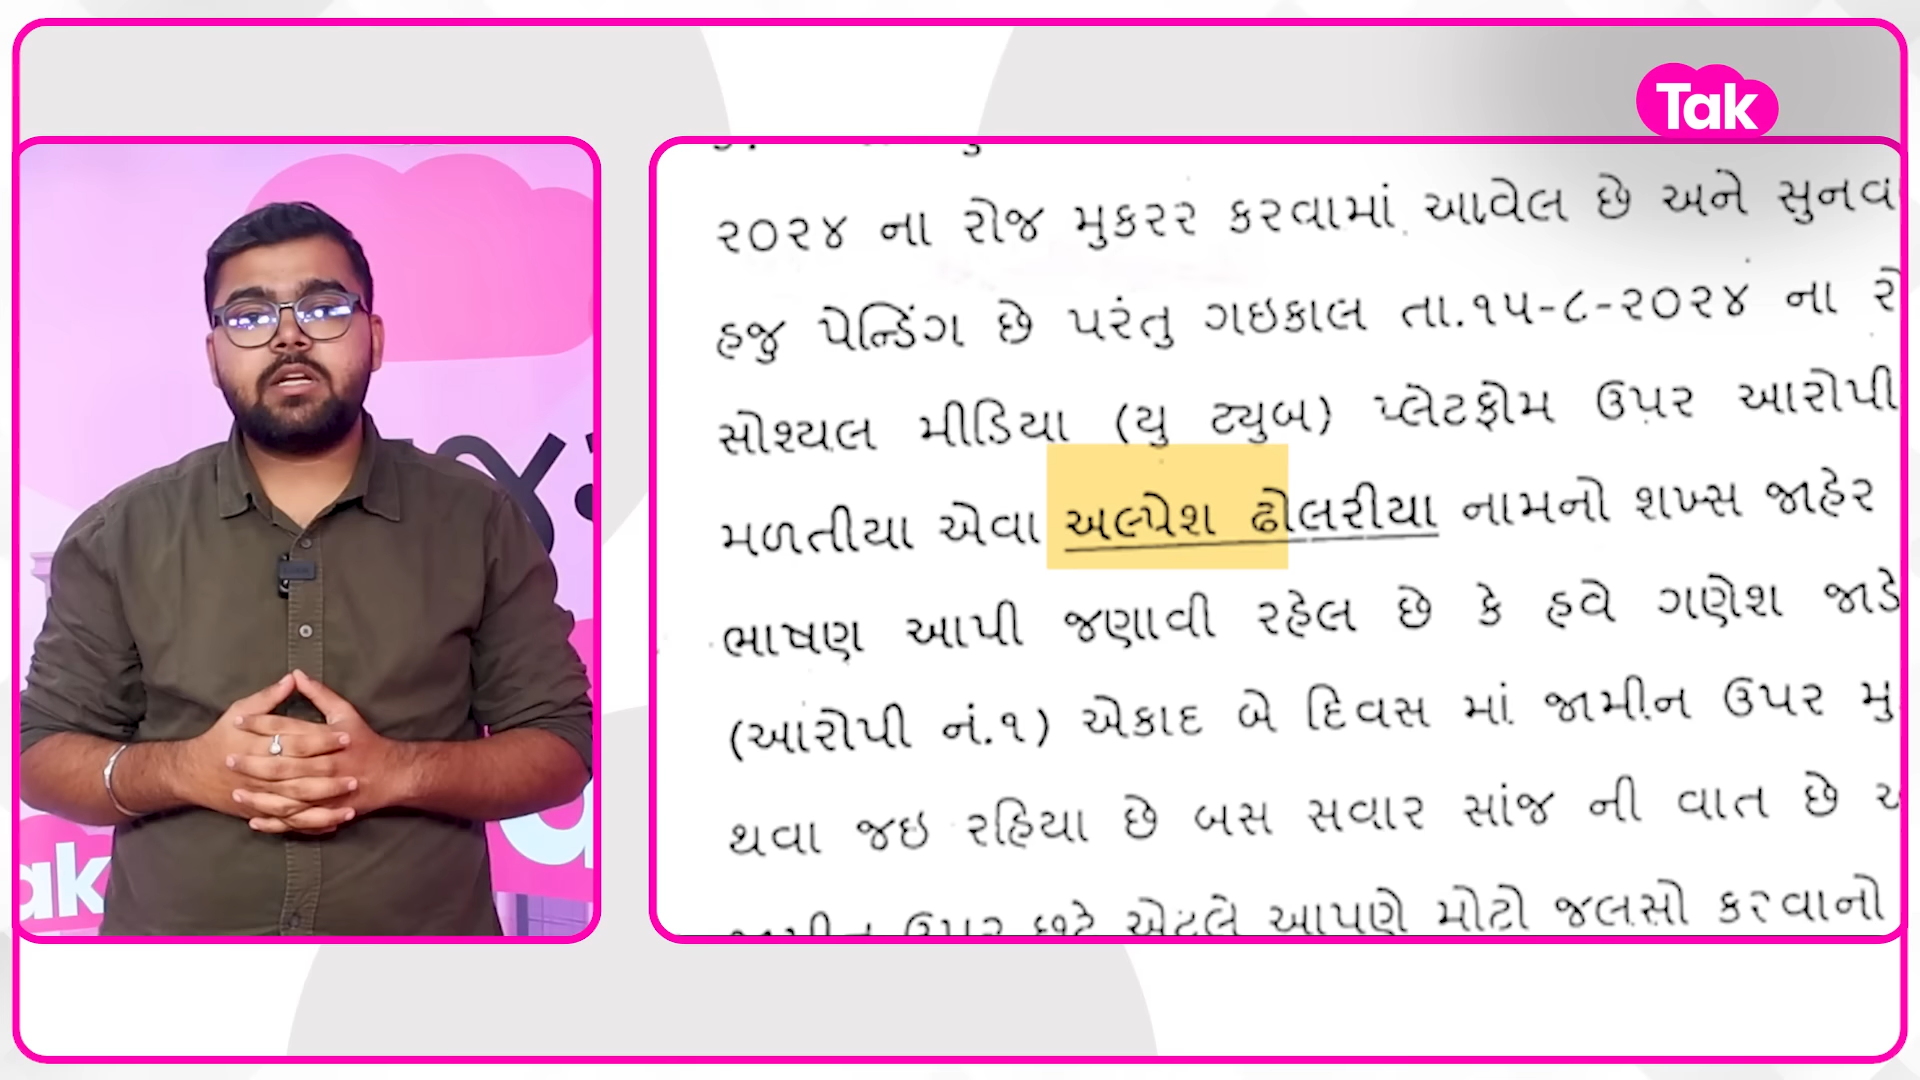 Tak
૨૦૨૪ ના રોજ મુકરર કરવામાં આવેલ છે અને
હજુ પેન્ડિંગ છે પરંતુ ગઇકાલ તા.૧૫-૮-૨૦૨૪ ના
સોશ્યલ મીડિયા (યુ ટ્યુબ) પ્લેટફોમ ઉપર આરોપી
મળતીયા એવા અલ્પેશ ઢોલરીયા નામનો શખ્સ જાહેર
ભાષણ આપી જણાવી રહેલ છે કે હવે ગણેશ
(આરોપી નં.૧) એકાદ બે દિવસ માં જામીન ઉપર
થવા જઇ રહિયા છે બસ સવાર સાંજ ની વાત છે
જામીન ઉપર છુટે એટલે આપણે મોટો જલસો કરવાનો